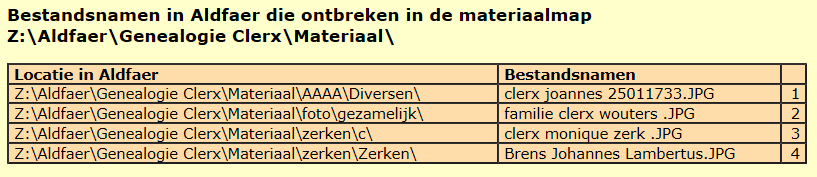 Bestandsnamen in Aldfaer die ontbreken in de materiaalmap
Z:\Aldfaer\Genealogie Clerx\Materiaal\
Locatie in Aldfaer Bestandsnamen
Z:\Aldfaer\Genealogie Clerx\Materiaal\AAAA\Diversen\ clerx joannes 25011733.JPG 1
Z:\Aldfaer\Genealogie Clerx\Materiaal\foto\gezamelijk\ familie clerx wouters .JPG 2
Z:\Aldfaer\Genealogie Clerx\Materiaal\zerken\c\ clerx monique zerk .JPG 3
Z:\Aldfaer\Genealogie Clerx\Materiaal\zerken\Zerken\ Brens Johannes Lambertus.JPG 4